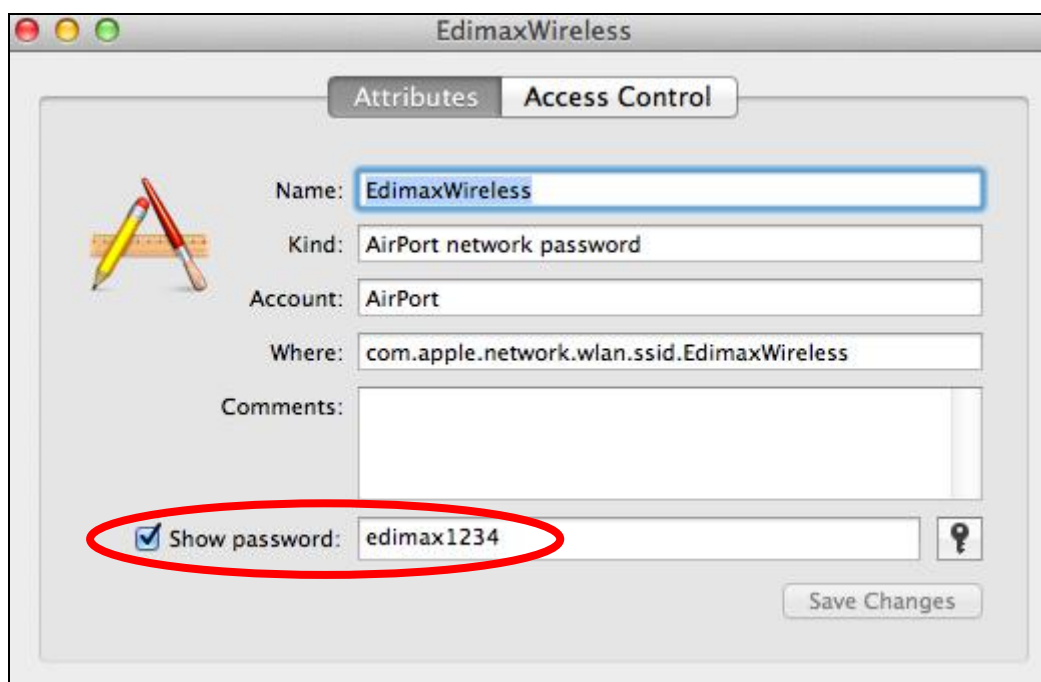 EdimaxWireless
Attributes Access Control
Name: EdimaxWireless
Kind: AirPort network password
Account: AirPort
Where: com.apple.network.wlan.ssid.EdimaxWireless
Comments:
Show password: edimax1234
Save Changes